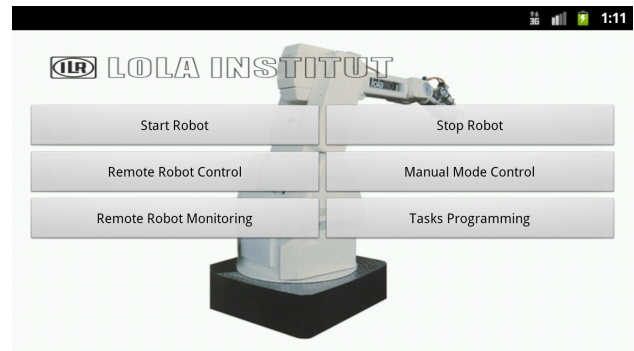 3G 1:11
ILR LOLA INSTITUT
Start Robot Stop Robot
Remote Robot Control Manual Mode Control
Remote Robot Monitoring Tasks Programming